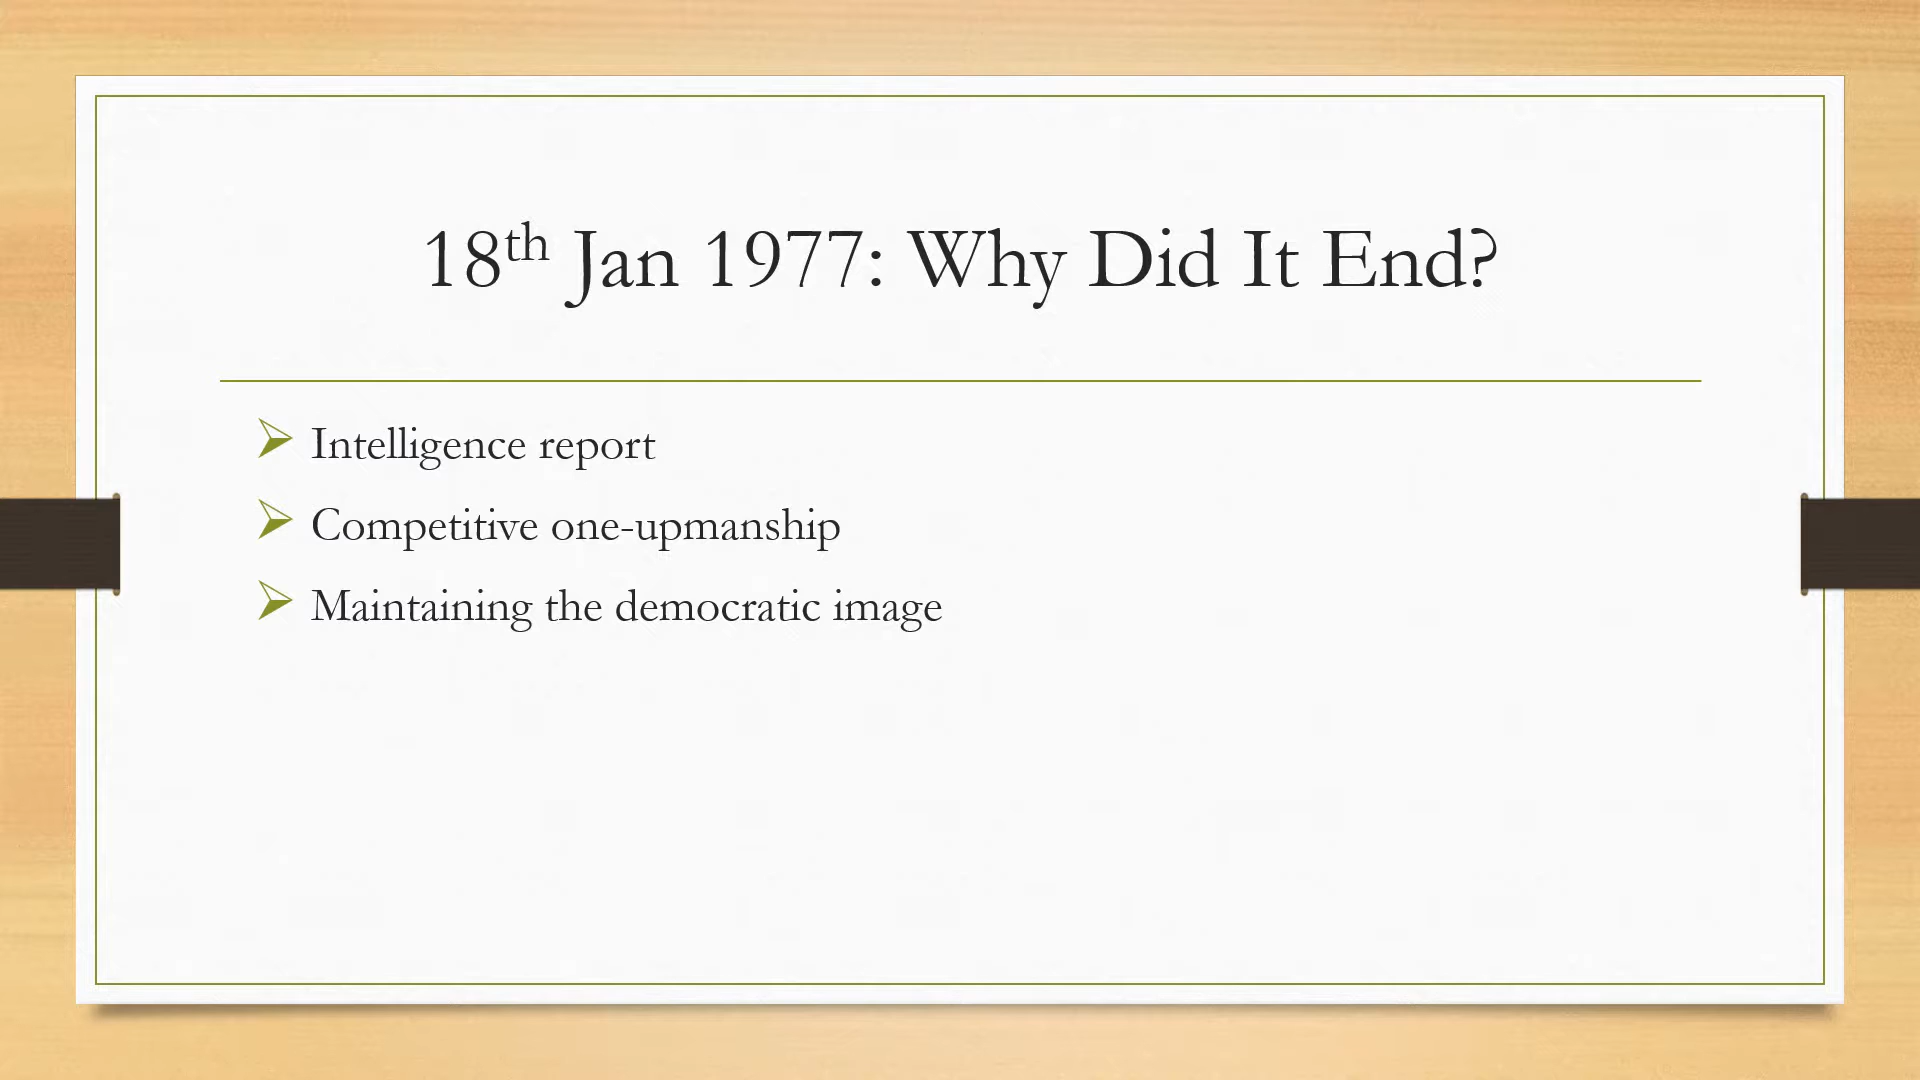 18th Jan 1977: Why Did It End?
Intelligence report
Competitive one-upmanship
Maintaining the democratic image